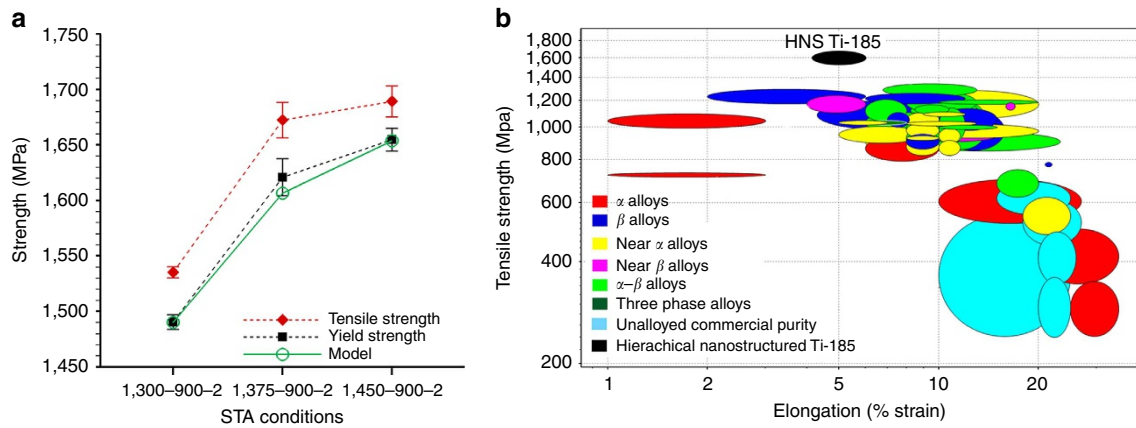 a
1,750
1,700
1,650
1,600
1,550
1,500
1,450
Strength (MPa)
Tensile strength
Yield strength
Model
1,300–900–2 1,375–900–2 1,450–900–2
STA conditions
b
HNS Ti-185
1,800
1,600
1,400
1,200
1,000
800
600
400
200
Tensile strength (Mpa)
α alloys
β alloys
Near α alloys
Near β alloys
α–β alloys
Three phase alloys
Unalloyed commercial purity
Hierachical nanostructured Ti-185
1 2 5 10 20
Elongation (% strain)